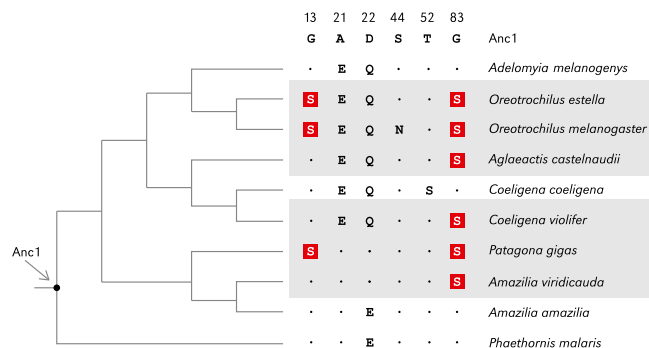 13 21 22 44 52 83
G A D S T G Anc1
· E Q · · · Adelomyia melanogenys
S E Q · · S Oreotrochilus estella
S E Q N · S Oreotrochilus melanogaster
· E Q · · S Aglaeactis castelnaudii
· E Q · S · Coeligena coeligena
· E Q · · S Coeligena violifer
Anc1
S · · · · S Patagona gigas
· · · · · S Amazilia viridicauda
· · E · · · Amazilia amazilia
· · E · · · Phaethornis malaris